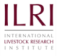 ILRI
INTERNATIONAL
LIVESTOCK RESEARCH
INSTITUTE